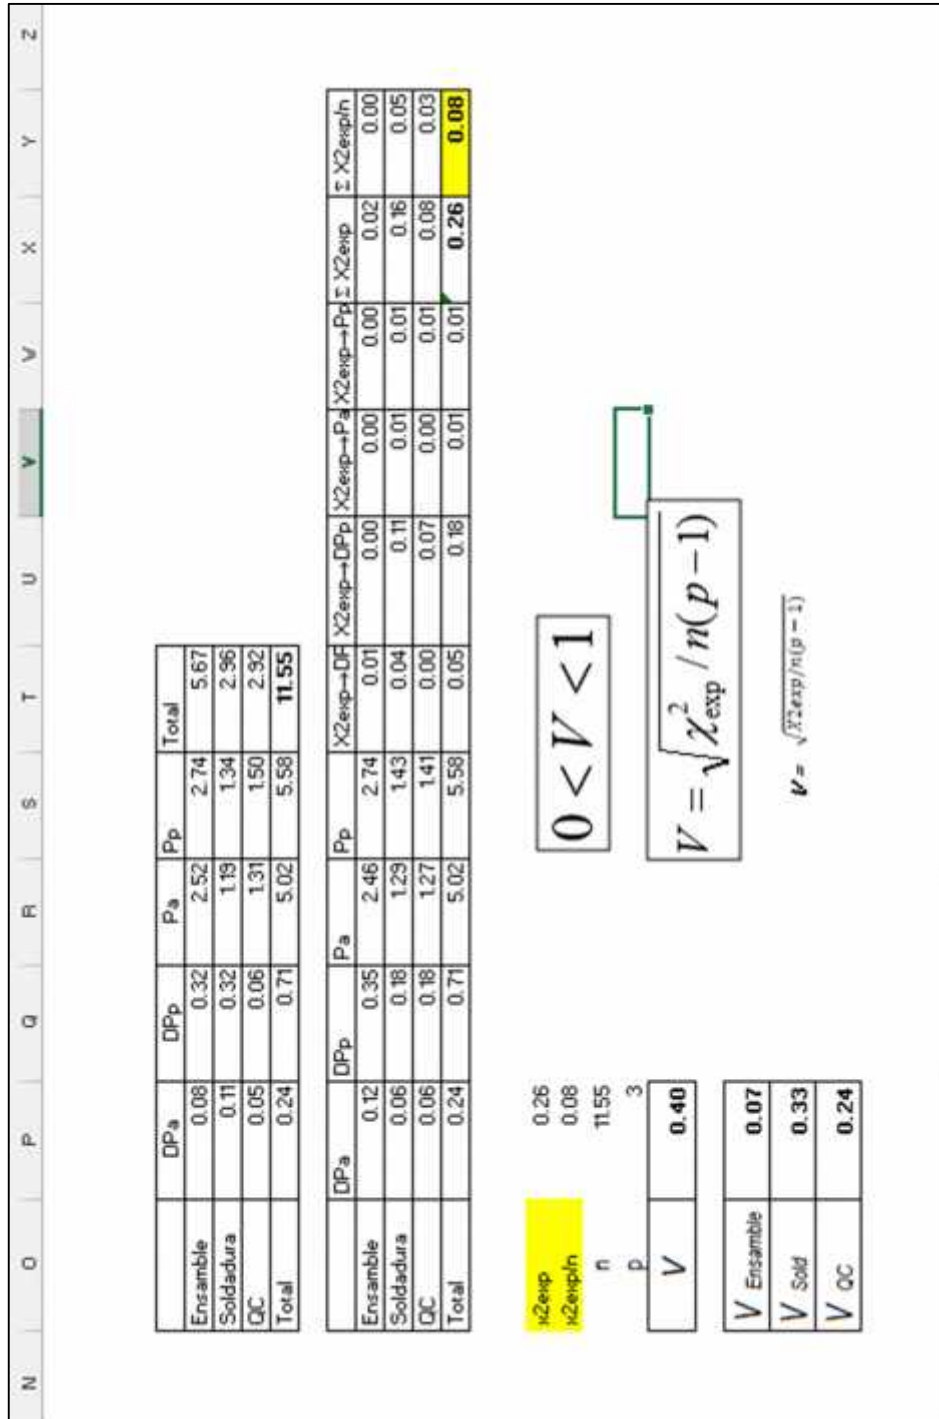 N O P Q R S T U V W X Y Z
DPa DPp Pa Pp Total
Ensamble 0.08 0.32 2.52 2.74 5.67
Soldadura 0.11 0.32 1.19 1.34 2.96
QC 0.05 0.06 1.31 1.50 2.92
Total 0.24 0.71 5.02 5.58 11.55
DPa DPp Pa Pp X2exp→DF X2exp→DPp X2exp→Pa X2exp→Pp Σ X2exp Σ X2exp/n
Ensamble 0.12 0.35 2.46 2.74 0.01 0.00 0.00 0.00 0.02 0.00
Soldadura 0.06 0.18 1.29 1.43 0.04 0.11 0.01 0.01 0.16 0.05
QC 0.06 0.18 1.27 1.41 0.00 0.07 0.00 0.01 0.08 0.03
Total 0.24 0.71 5.02 5.58 0.05 0.18 0.01 0.01 0.26 0.08
x2exp 0.26
x2exp/n 0.08
n 11.55
p 3
V 0.40
V Ensamble 0.07
V Sold 0.33
V QC 0.24
0 < V < 1
V = √χ²exp / n(p − 1)
V = √X2exp/n(p − 1)